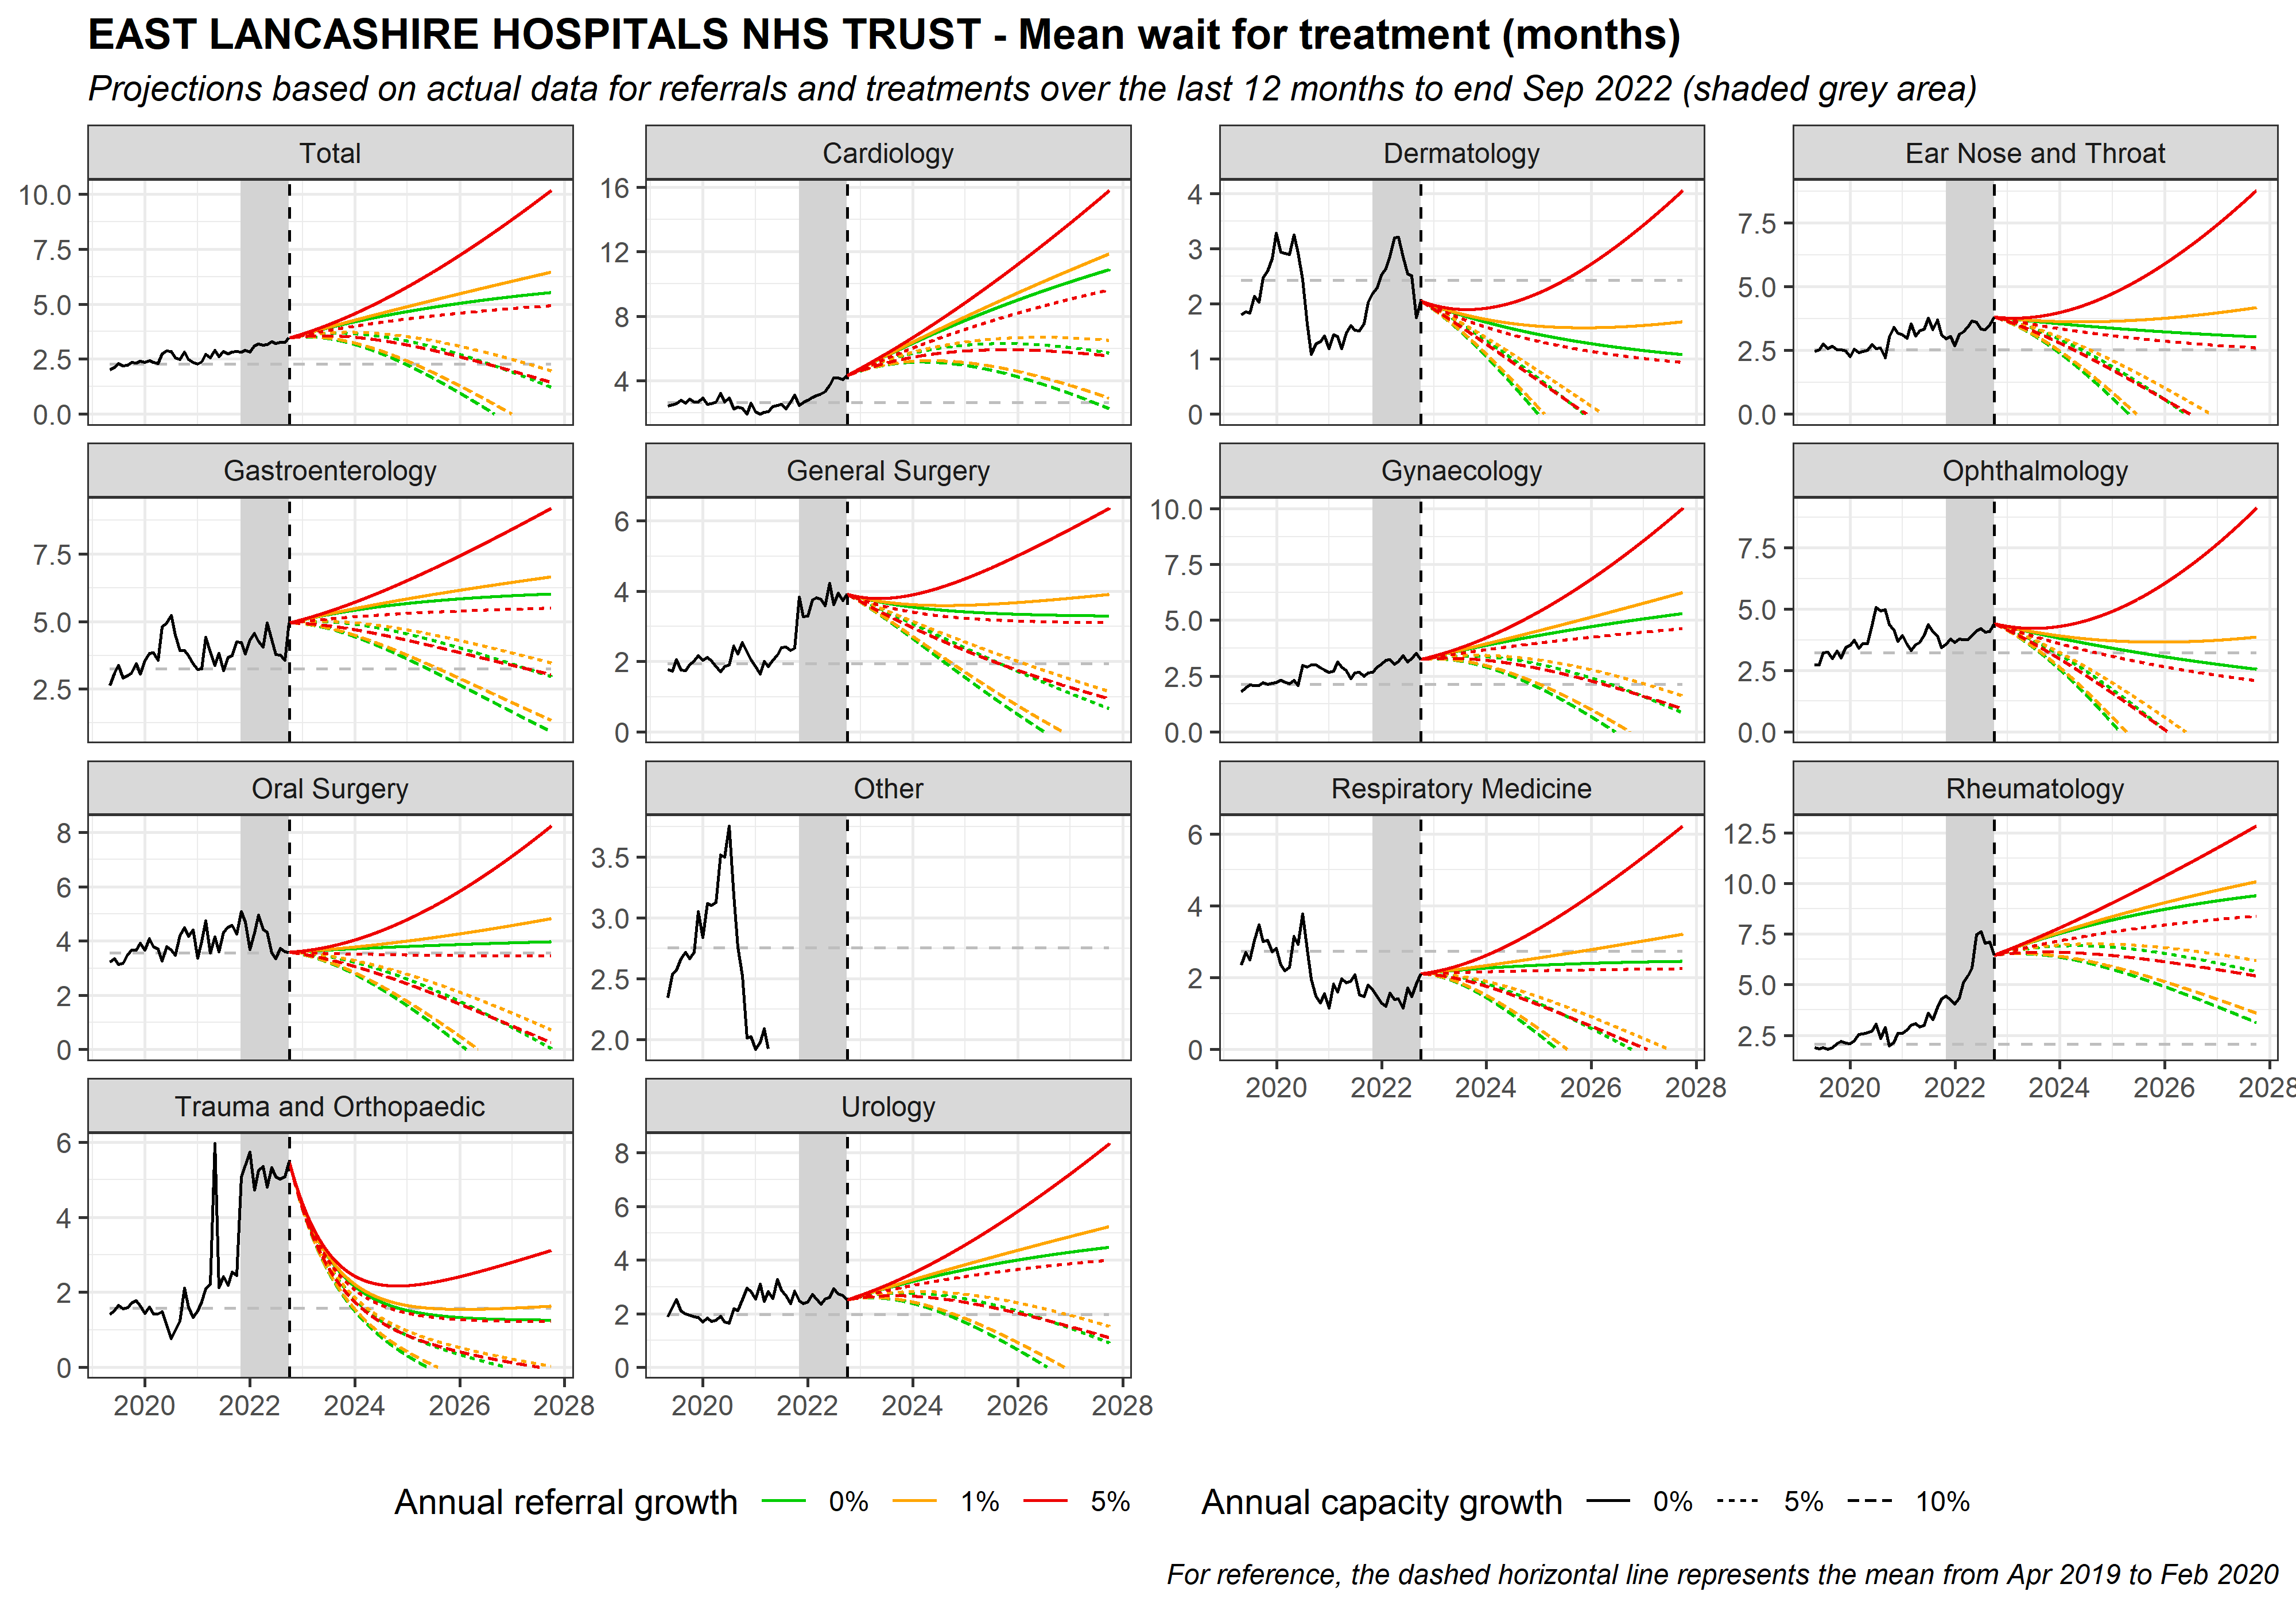 EAST LANCASHIRE HOSPITALS NHS TRUST - Mean wait for treatment (months)
Projections based on actual data for referrals and treatments over the last 12 months to end Sep 2022 (shaded grey area)
Total
10.0
7.5
5.0
2.5
0.0
Cardiology
16
12
8
4
Dermatology
4
3
2
1
0
Ear Nose and Throat
7.5
5.0
2.5
0.0
Gastroenterology
7.5
5.0
2.5
General Surgery
6
4
2
0
Gynaecology
10.0
7.5
5.0
2.5
0.0
Ophthalmology
7.5
5.0
2.5
0.0
Oral Surgery
8
6
4
2
0
Other
3.5
3.0
2.5
2.0
Respiratory Medicine
6
4
2
0
2020 2022 2024 2026 2028
Rheumatology
12.5
10.0
7.5
5.0
2.5
2020 2022 2024 2026 2028
Trauma and Orthopaedic
6
4
2
0
2020 2022 2024 2026 2028
Urology
8
6
4
2
0
2020 2022 2024 2026 2028
Annual referral growth 0% 1% 5%
Annual capacity growth 0% 5% 10%
For reference, the dashed horizontal line represents the mean from Apr 2019 to Feb 2020